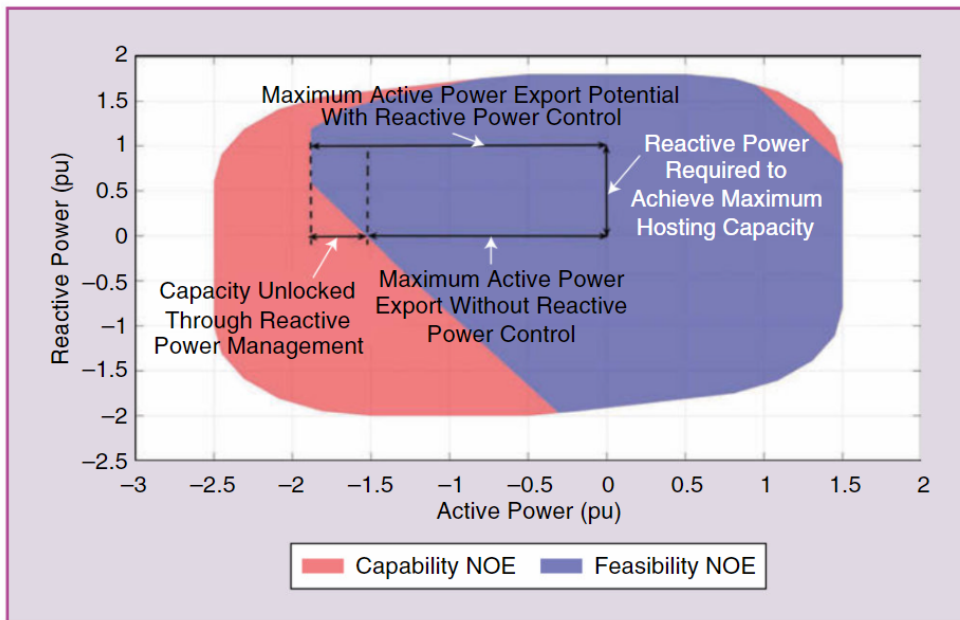 2
1.5
1
0.5
0
−0.5
−1
−1.5
−2
−2.5
Reactive Power (pu)
Maximum Active Power Export Potential
With Reactive Power Control
Reactive Power
Required to
Achieve Maximum
Hosting Capacity
Capacity Unlocked
Through Reactive
Power Management
Maximum Active Power
Export Without Reactive
Power Control
−3 −2.5 −2 −1.5 −1 −0.5 0 0.5 1 1.5 2
Active Power (pu)
Capability NOE Feasibility NOE